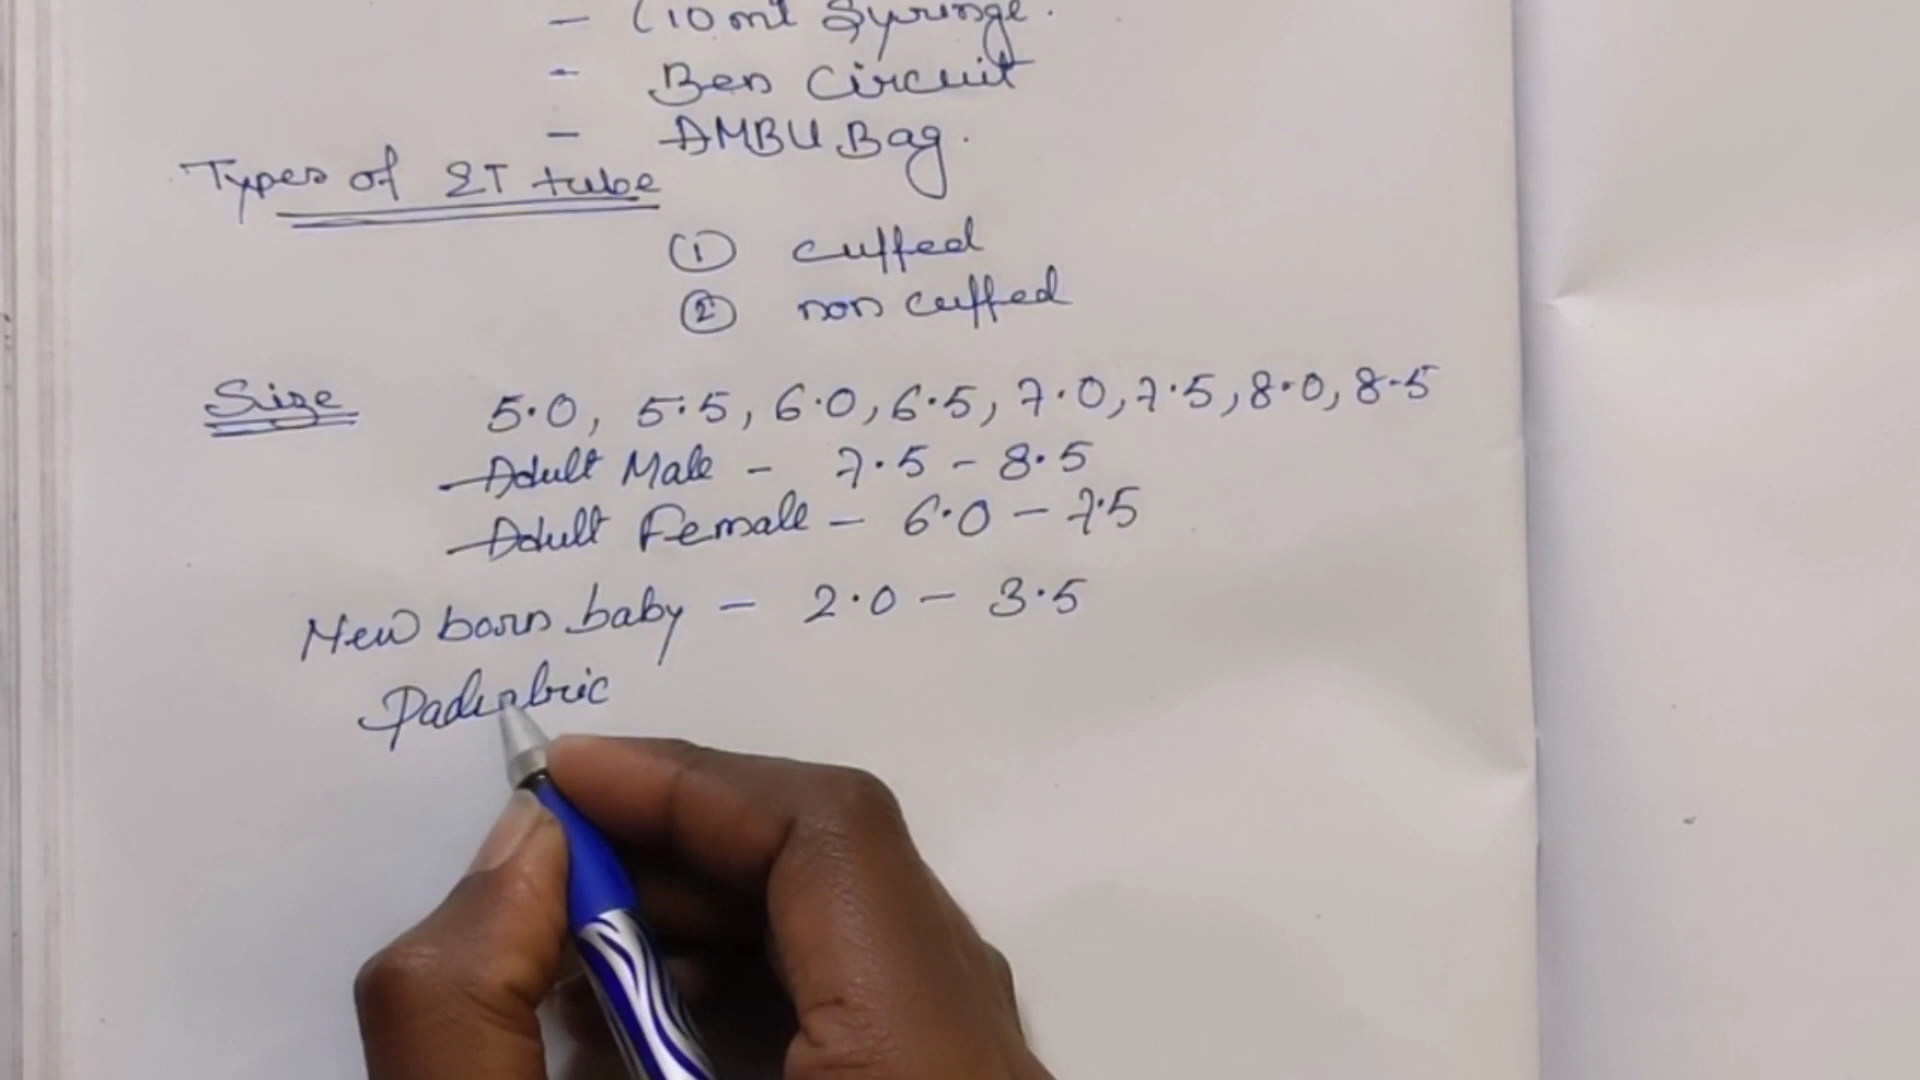 - (10 ml Syringe.
- Ben Circuit
- AMBU Bag.
Types of ET tube
① cuffed
② non cuffed
Size 5.0, 5.5, 6.0, 6.5, 7.0, 7.5, 8.0, 8.5
Adult Male - 7.5 - 8.5
Adult Female - 6.0 - 7.5
New born baby - 2.0 - 3.5